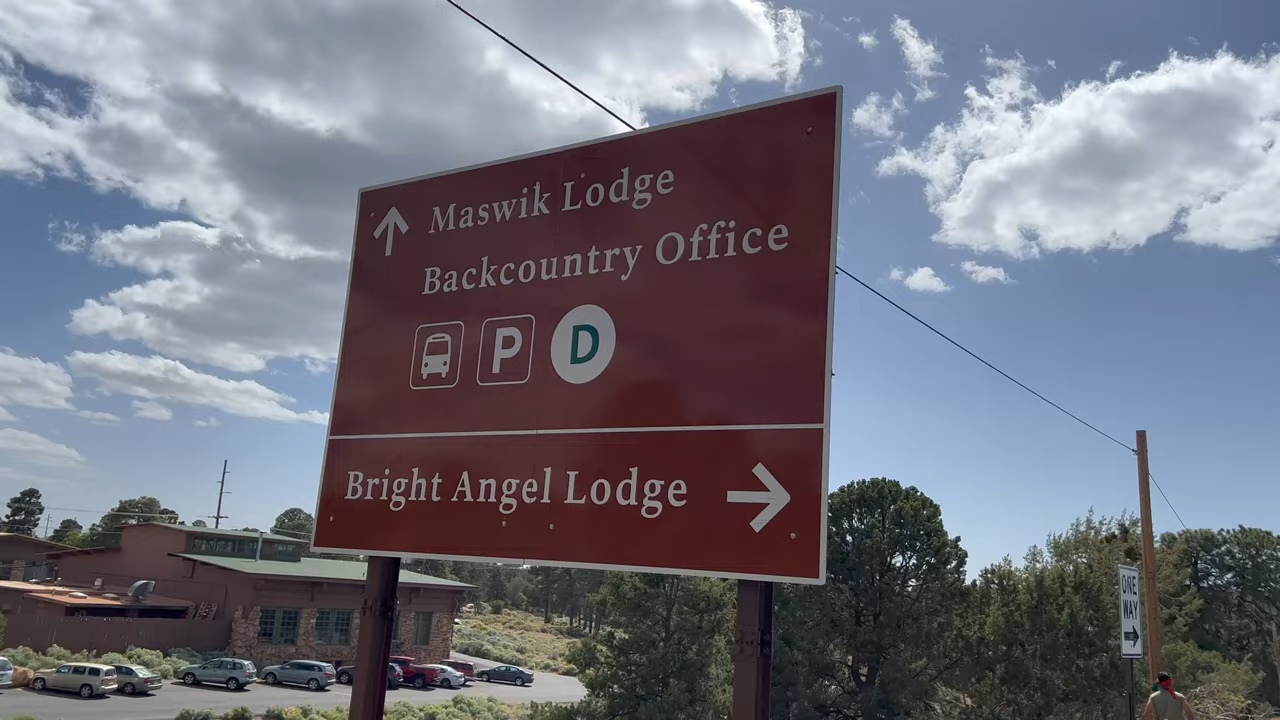 Maswik Lodge
Backcountry Office
P D
Bright Angel Lodge
ONE
WAY